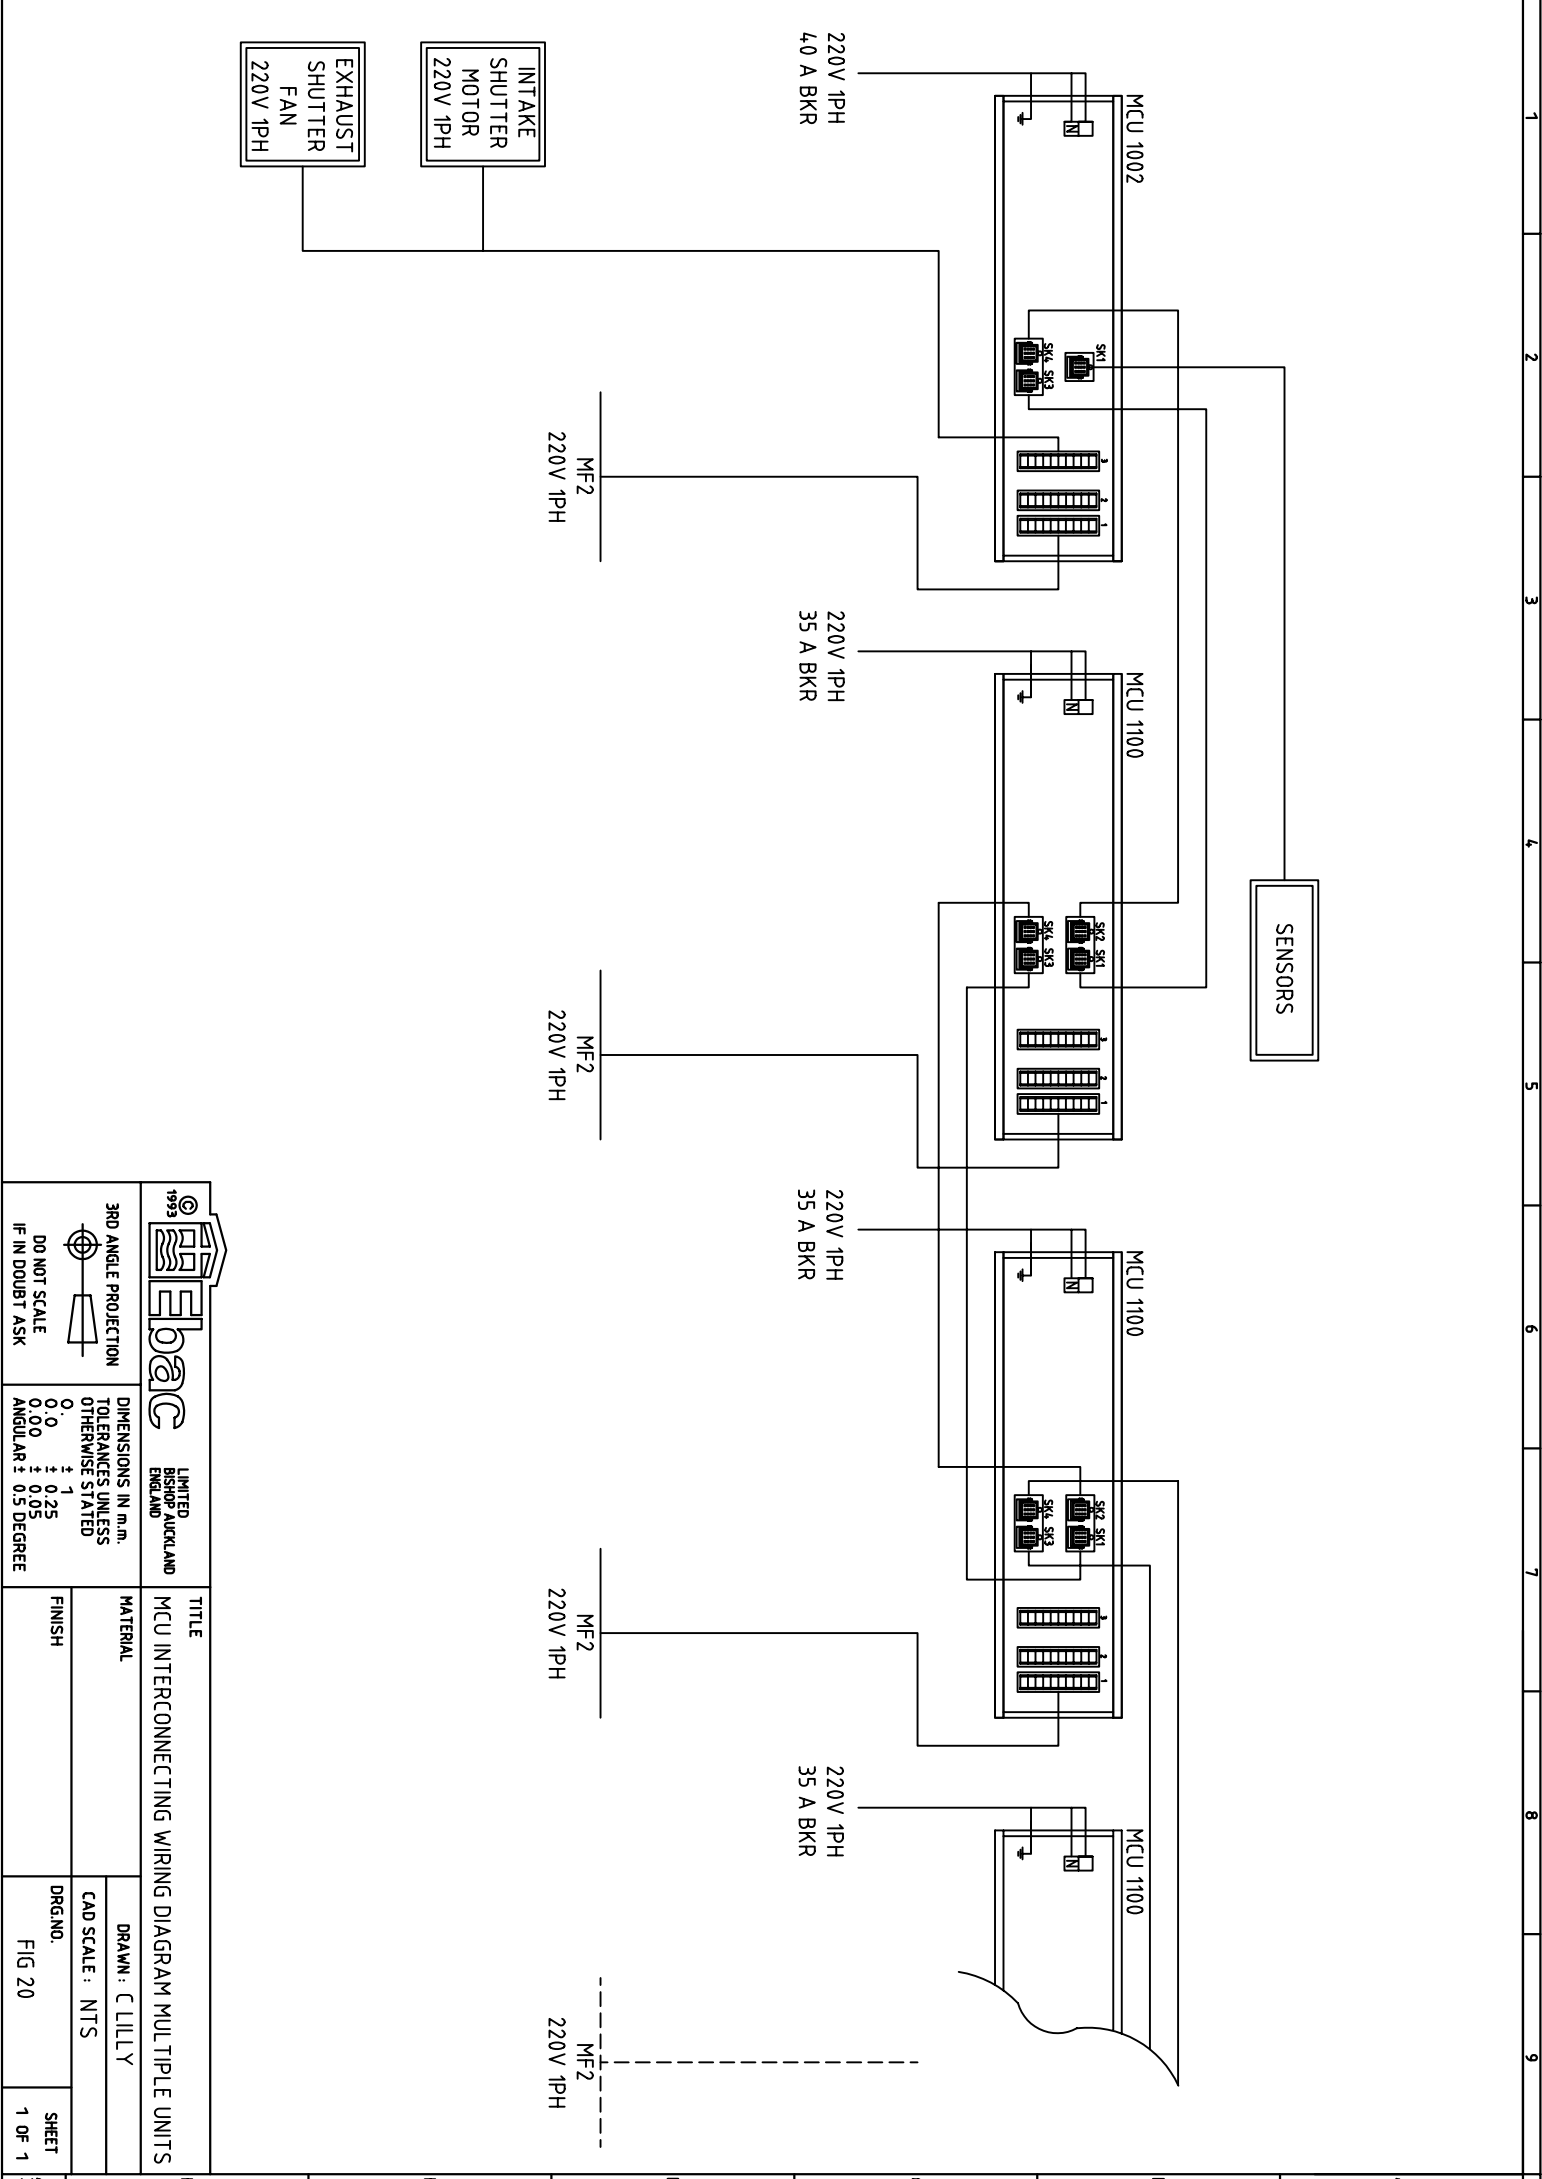 1
2
3
4
5
6
7
8
9
SENSORS
MCU 1002
N
SK1
SK4 SK3
3
2
1
220V 1PH
40 A BKR
MCU 1100
N
SK2 SK1
SK4 SK3
3
2
1
220V 1PH
35 A BKR
MCU 1100
N
SK2 SK1
SK4 SK3
3
2
1
220V 1PH
35 A BKR
MCU 1100
N
220V 1PH
35 A BKR
MF2
220V 1PH
MF2
220V 1PH
MF2
220V 1PH
MF2
220V 1PH
INTAKE
SHUTTER
MOTOR
220V 1PH
EXHAUST
SHUTTER
FAN
220V 1PH
© 1993
Ebac
LIMITED
BISHOP AUCKLAND
ENGLAND
3RD ANGLE PROJECTION
DO NOT SCALE
IF IN DOUBT ASK
DIMENSIONS IN m.m.
TOLERANCES UNLESS
OTHERWISE STATED
0. ± 1
0.0 ± 0.25
0.00 ± 0.05
ANGULAR ± 0.5 DEGREE
TITLE
MCU INTERCONNECTING WIRING DIAGRAM MULTIPLE UNITS
MATERIAL
FINISH
DRAWN : C LILLY
CAD SCALE : NTS
DRG.NO.
FIG 20
SHEET
1 OF 1